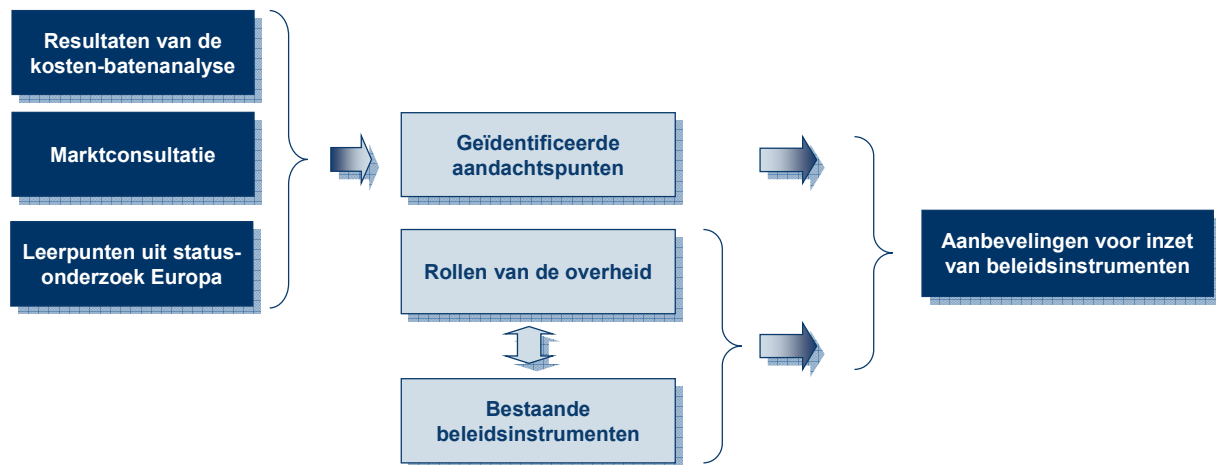 Resultaten van de
kosten-batenanalyse
Marktconsultatie
Leerpunten uit status-
onderzoek Europa
Geïdentificeerde
aandachtspunten
Rollen van de overheid
Bestaande
beleidsinstrumenten
Aanbevelingen voor inzet
van beleidsinstrumenten